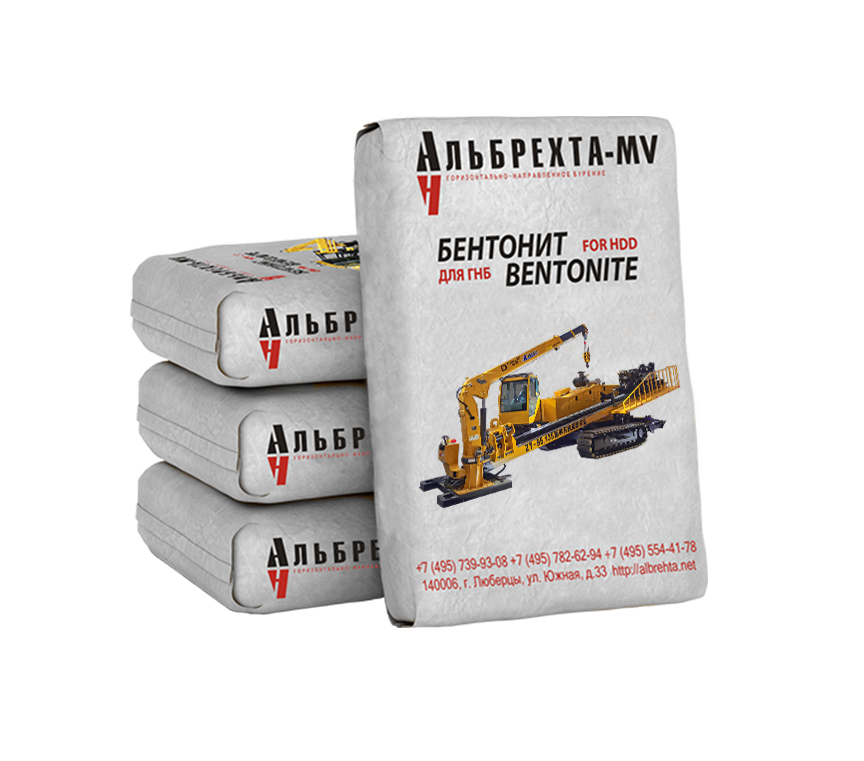 АЛЬБРЕХТА-MV
ГОРИЗОНТАЛЬНО-НАПРАВЛЕННОЕ БУРЕНИЕ
БЕНТОНИТ FOR HDD
ДЛЯ ГНБ BENTONITE
+7 (495) 739-93-08 +7 (495) 782-62-94 +7 (495) 554-41-78
140006, г. Люберцы, ул. Южная, д.33 http://albrehta.net
АЛЬБРЕ
АЛЬБР
АЛЬБРЕ